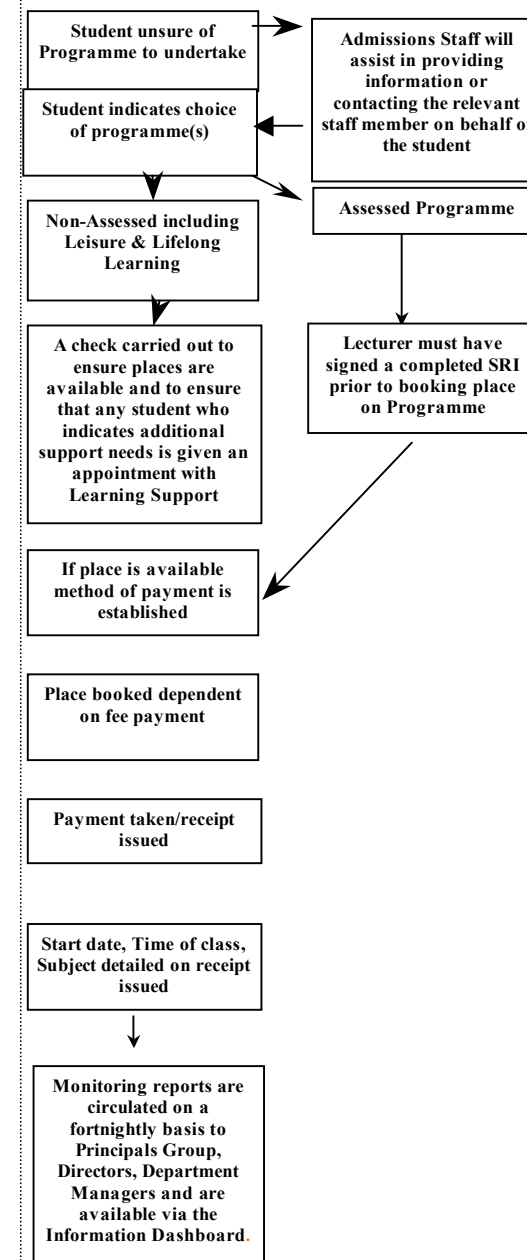 Student unsure of
Programme to undertake
Admissions Staff will
assist in providing
information or
contacting the relevant
staff member on behalf o
the student
Student indicates choice
of programme(s)
Assessed Programme
Non-Assessed including
Leisure & Lifelong
Learning
A check carried out to
ensure places are
available and to ensure
that any student who
indicates additional
support needs is given an
appointment with
Learning Support
Lecturer must have
signed a completed SRI
prior to booking place
on Programme
If place is available
method of payment is
established
Place booked dependent
on fee payment
Payment taken/receipt
issued
Start date, Time of class,
Subject detailed on receipt
issued
Monitoring reports are
circulated on a
fortnightly basis to
Principals Group,
Directors, Department
Managers and are
available via the
Information Dashboard.